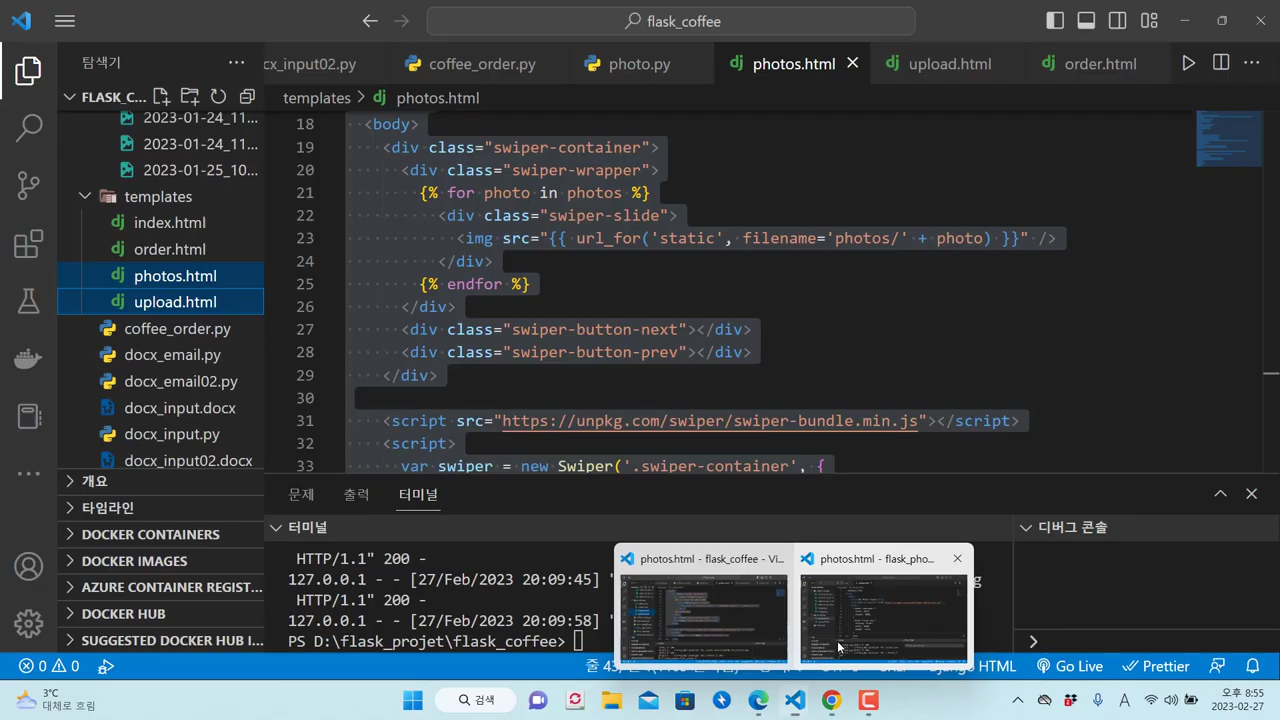 flask_coffee
탐색기
cx_input02.py
coffee_order.py
photo.py
photos.html
upload.html
order.html
FLASK_C...
templates > photos.html
2023-01-24_11...
2023-01-24_11...
2023-01-25_10...
templates
index.html
order.html
photos.html
upload.html
coffee_order.py
docx_email.py
docx_email02.py
docx_input.docx
docx_input.py
docx_input02.docx
개요
타임라인
DOCKER CONTAINERS
DOCKER IMAGES
AZURE CONTAINER REGIST...
DOCKER HUB
SUGGESTED DOCKER HUB I...
18 <body>
19 <div class="swiper-container">
20 <div class="swiper-wrapper">
21 {% for photo in photos %}
22 <div class="swiper-slide">
23 <img src="{{ url_for('static', filename='photos/' + photo) }}" />
24 </div>
25 {% endfor %}
26 </div>
27 <div class="swiper-button-next"></div>
28 <div class="swiper-button-prev"></div>
29 </div>
30
31 <script src="https://unpkg.com/swiper/swiper-bundle.min.js"></script>
32 <script>
33 var swiper = new Swiper('.swiper-container', {
문제 출력 터미널
터미널
디버그 콘솔
HTTP/1.1" 200 -
127.0.0.1 - - [27/Feb/2023 20:09:45] "
HTTP/1.1" 200 -
127.0.0.1 - - [27/Feb/2023 20:09:58] "
PS D:\flask_projet\flask_coffee>
photos.html - flask_coffee - Vi...
photos.html - flask_pho...
0 0
HTML
Go Live
Prettier
3°C
대체로 흐림
검색
A
오후 8:55
2023-02-27